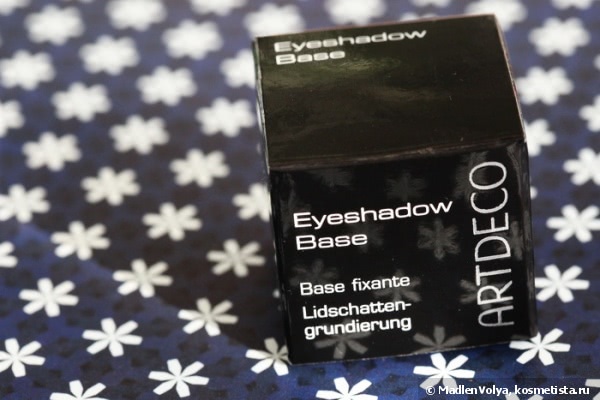 Eyeshadow
Base
Eyeshadow
Base
Base fixante
Lidschatten-
grundierung
ARTDECO
© MadlenVolya, kosmetista.ru